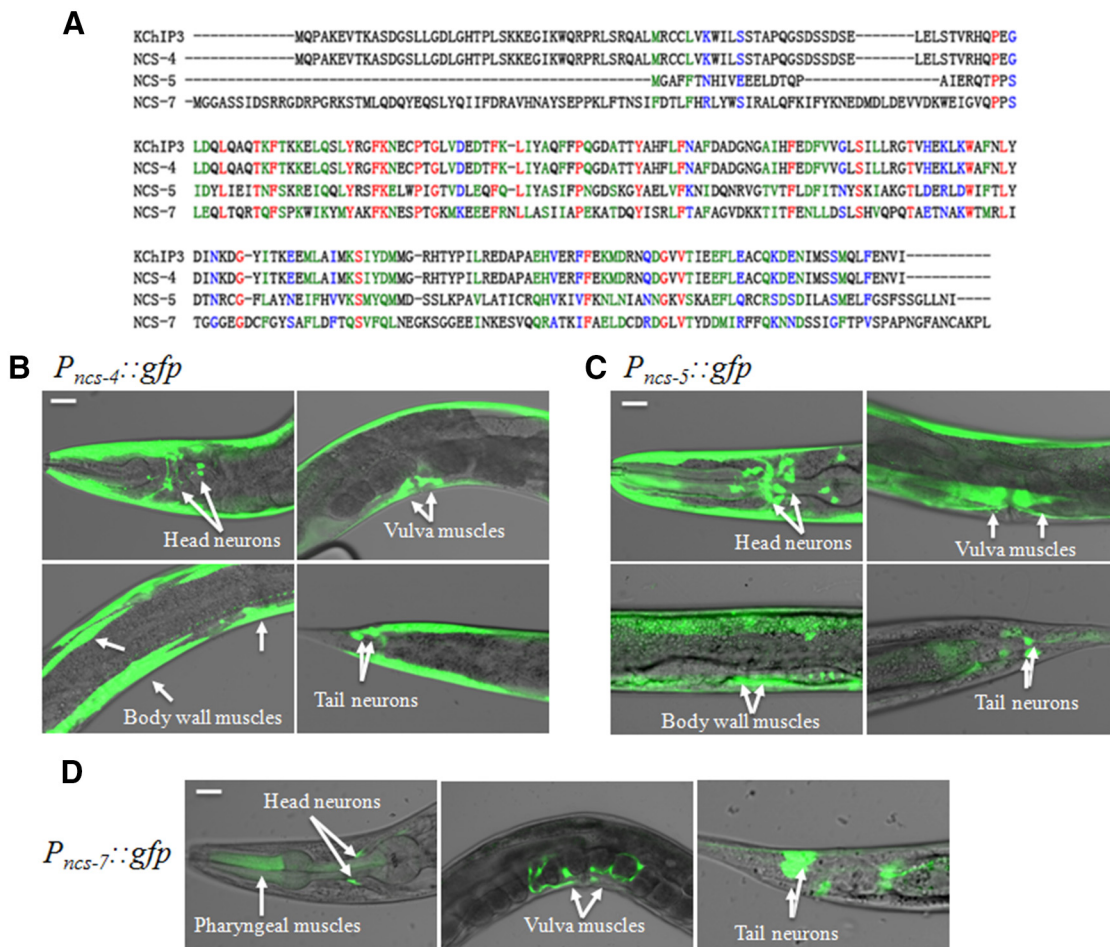 A
KChIP3 ------------MQPAKEVTKASDGSLLGDLGHTPLSKKEGIKWQRPRLSRQALMRCCLVKWILSSTAPQGSDSSDSE-------LELSTVRHQPEG
NCS-4 ------------MQPAKEVTKASDGSLLGDLGHTPLSKKEGIKWQRPRLSRQALMRCCLVKWILSSTAPQGSDSSDSE-------LELSTVRHQPEG
NCS-5 ------------------------------------------------------MGAFFTNHIVEEELDTQP----------------AIERQTPPS
NCS-7 MGGASSIDSRRGDRPGRKSTMLQDQYEQSLYQIIFDRAVHNAYSEPPKLFTNSIFDTLFHRLYWSIRALQFKIFYKNEDMDLDEVVDKWEIGVQPPS
KChIP3 LDQLQAQTKFTKKELQSLYRGFKNECPTGLVDEDTFK-LIYAQFFPQGDATTYAHFLFNAFDADGNGAIHFEDFVVGLSILLRGTVHEKLKWAFNLY
NCS-4 LDQLQAQTKFTKKELQSLYRGFKNECPTGLVDEDTFK-LIYAQFFPQGDATTYAHFLFNAFDADGNGAIHFEDFVVGLSILLRGTVHEKLKWAFNLY
NCS-5 IDYLIEITNFSKREIQQLYRSFKELWPIGTVDLEQFQ-LIYASIFPNGDSKGYAELVFKNIDQNRVGTVTFLDFITNYSKIAKGTLDERLDWIFTLY
NCS-7 LEQLTQRTQFSPKWIKYMYAKFKNESPTGKMKEEEFRNLLASIIAPEKATDQYISRLFTAFAGVDKKTITFENLLDSLSHVQPQTAETNAKWTMRLI
KChIP3 DINKDG-YITKEEMLAIMKSIYDMMG-RHTYPILREDAPAEHVERFFEKMDRNQDGVVTIEEFLEACQKDENIMSSMQLFENVI----
NCS-4 DINKDG-YITKEEMLAIMKSIYDMMG-RHTYPILREDAPAEHVERFFEKMDRNQDGVVTIEEFLEACQKDENIMSSMQLFENVI-----
NCS-5 DTNRCG-FLAYNEIFHVVKSMYQMMD-SSLKPAVLATICRQHVKIVFKNLNIANNGKVSKAEFLQRCRSDSDILASMELFGSFSSGLLNI----
NCS-7 TGGGEGDCFGYSAFLDFTQSVFQLNEGKSGGEEINKESVQQRATKIFAELDCDRDGLVTYDDMIRFFQKNNDSSIGFTPVSPAPNGFANCAKPL
B Pncs-4::gfp
Head neurons
Vulva muscles
Body wall muscles
Tail neurons
C Pncs-5::gfp
Head neurons
Vulva muscles
Body wall muscles
Tail neurons
D
Pncs-7::gfp
Head neurons
Pharyngeal muscles
Vulva muscles
Tail neurons